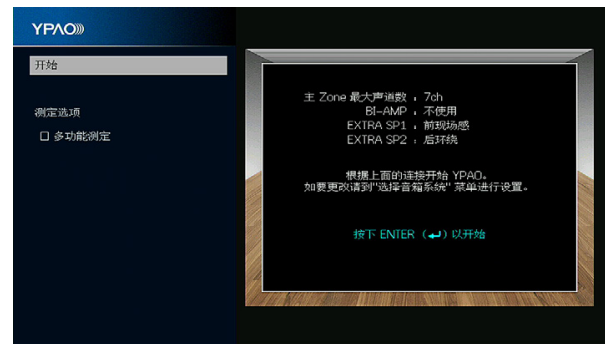 YPAO
开始
测定选项
多功能测定
主 Zone 最大声道数 : 7ch
BI-AMP : 不使用
EXTRA SP1 : 前现场感
EXTRA SP2 : 后环绕
根据上面的连接开始 YPAO。
如要更改请到"选择音箱系统" 菜单进行设置。
按下 ENTER (↵) 以开始